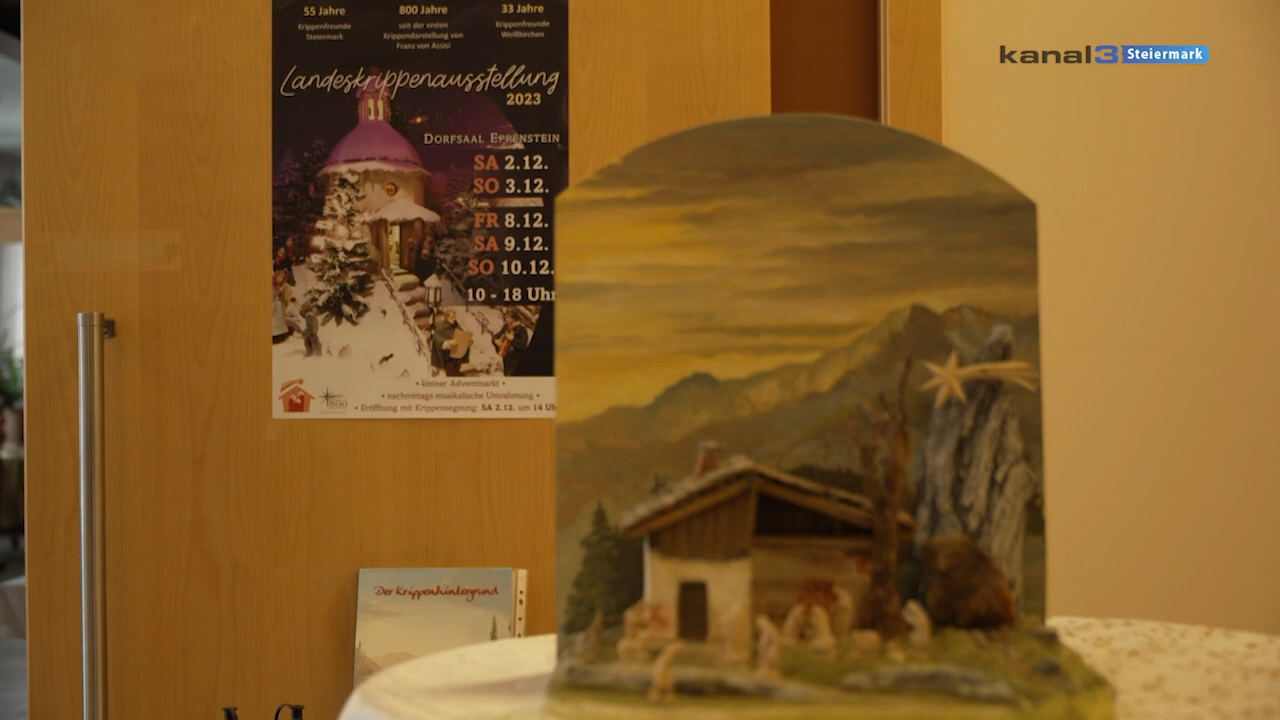 55 Jahre
Krippenfreunde
Steiermark
800 Jahre
seit der ersten
Krippendarstellung von
Franz von Assisi
33 Jahre
Krippenfreunde
Weißkirchen
Landeskrippenausstellung
2023
DORFSAAL EPPENSTEIN
SA 2.12.
SO 3.12.
FR 8.12.
SA 9.12.
SO 10.12.
10 - 18 Uhr
• kleiner Adventmarkt •
• nachmittags musikalische Umrahmung •
• Eröffnung mit Krippensegnung: SA 2.12. um 14 Uh
800
Der Krippenhintergrund
kanal3 Steiermark